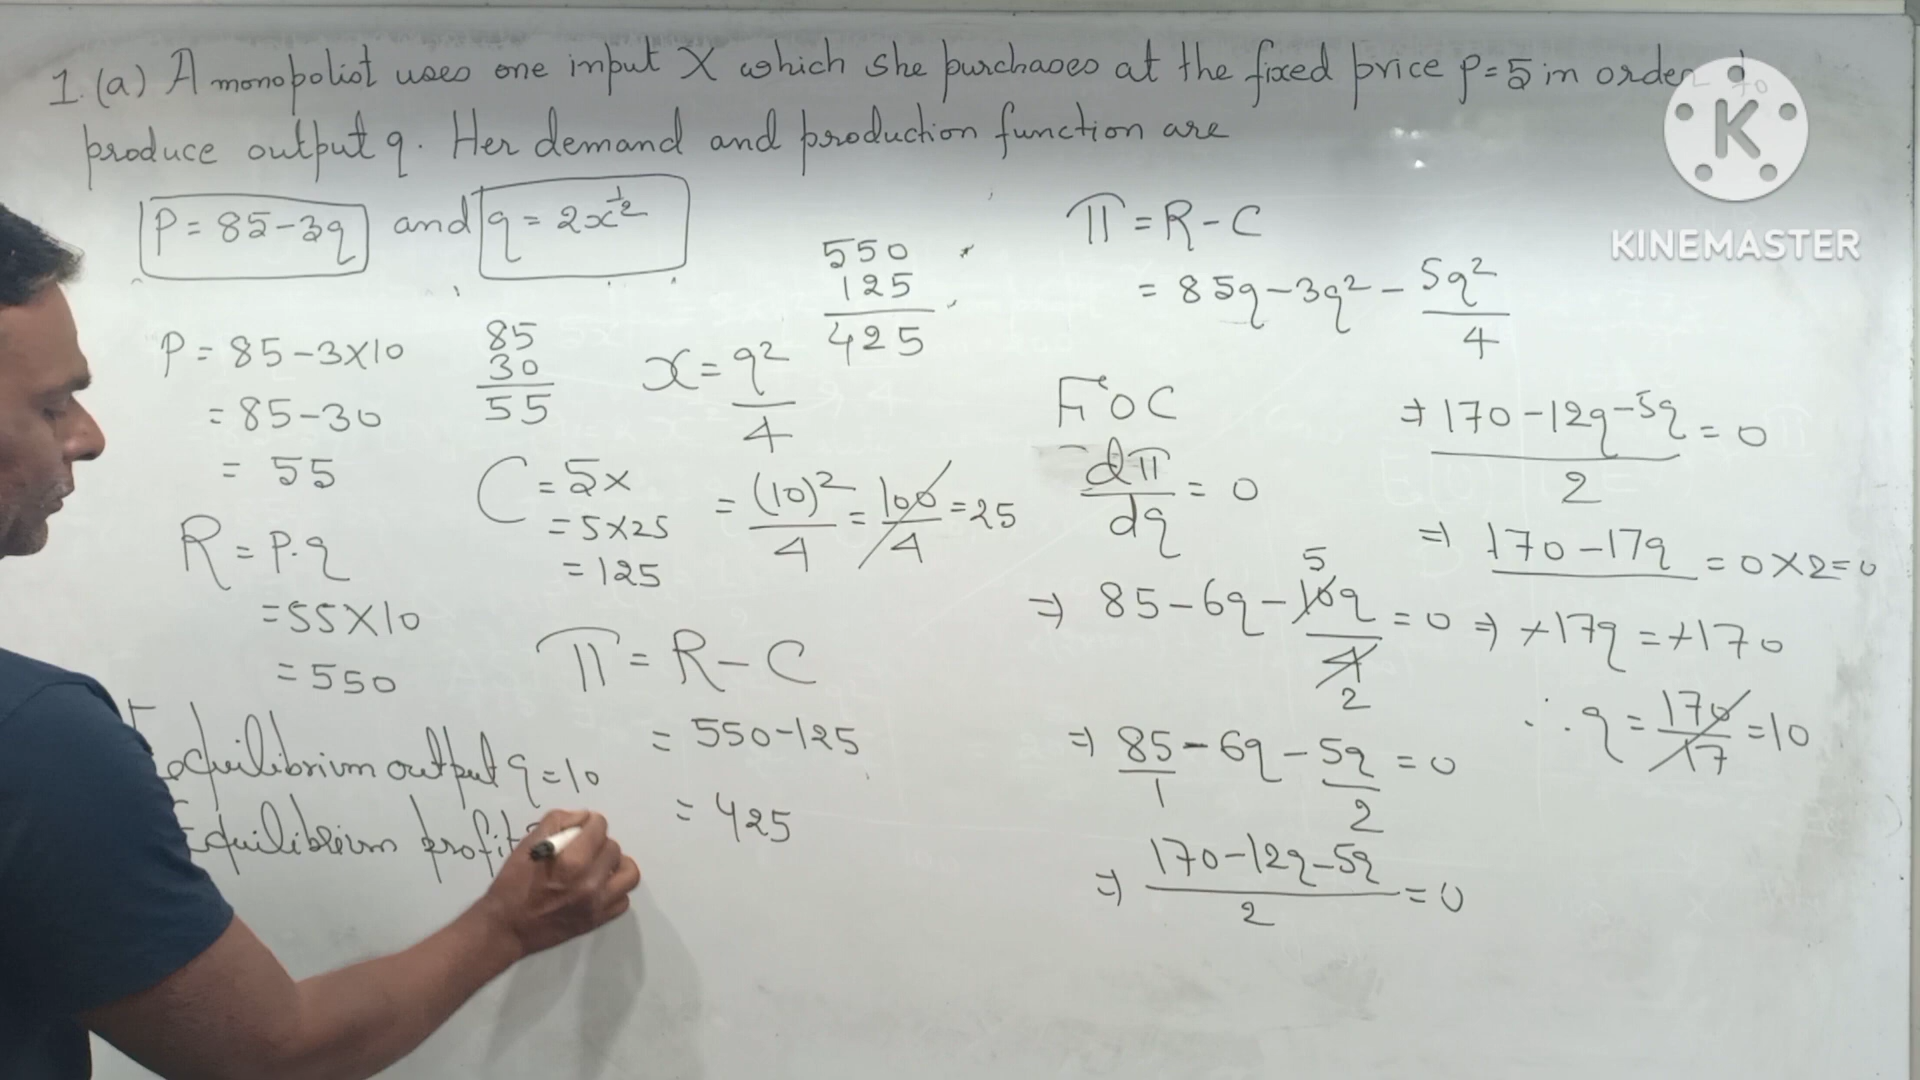 1. (a) A monopolist uses one input X which she purchases at the fixed price p=5 in order to
produce output q. Her demand and production function are
P = 85-3q and q = 2x^1/2
P = 85-3×10
= 85-30
= 55
85
30
55
R = P.q
= 55×10
= 550
Equilibrium output q = 10
Equilibrium profit
550
125
425
x = q²/4
= (10)²/4 = 100/4 = 25
C = 5x
= 5×25
= 125
π = R - C
= 550-125
= 425
π = R - C
= 85q-3q² - 5q²/4
FOC
dπ/dq = 0
⇒ 85-6q-10q/4 = 0
5
2
⇒ 85/1 - 6q - 5q/2 = 0
⇒ 170-12q-5q/2 = 0
⇒ 170-12q-5q/2 = 0
⇒ 170-17q = 0×2=0
⇒ +17q = +170
∴ q = 170/17 = 10
K
KINEMASTER